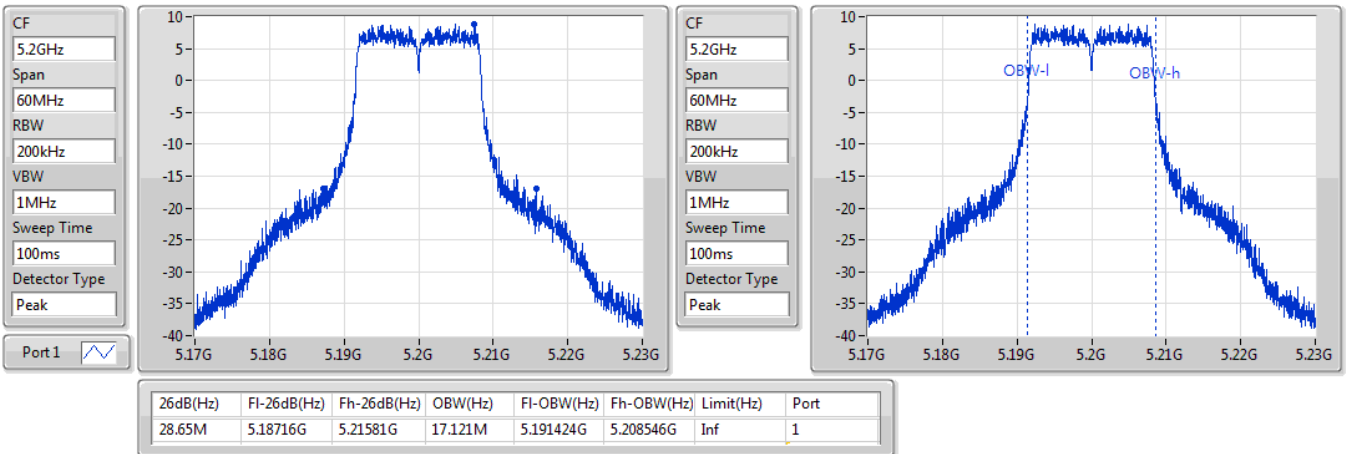 CF
5.2GHz
Span
60MHz
RBW
200kHz
VBW
1MHz
Sweep Time
100ms
Detector Type
Peak
Port 1
10
5
0
-5
-10
-15
-20
-25
-30
-35
-40
5.17G 5.18G 5.19G 5.2G 5.21G 5.22G 5.23G
CF
5.2GHz
Span
60MHz
RBW
200kHz
VBW
1MHz
Sweep Time
100ms
Detector Type
Peak
10
5
0
-5
-10
-15
-20
-25
-30
-35
-40
OBW-l OBW-h
5.17G 5.18G 5.19G 5.2G 5.21G 5.22G 5.23G
26dB(Hz) Fl-26dB(Hz) Fh-26dB(Hz) OBW(Hz) Fl-OBW(Hz) Fh-OBW(Hz) Limit(Hz) Port
28.65M 5.18716G 5.21581G 17.121M 5.191424G 5.208546G Inf 1